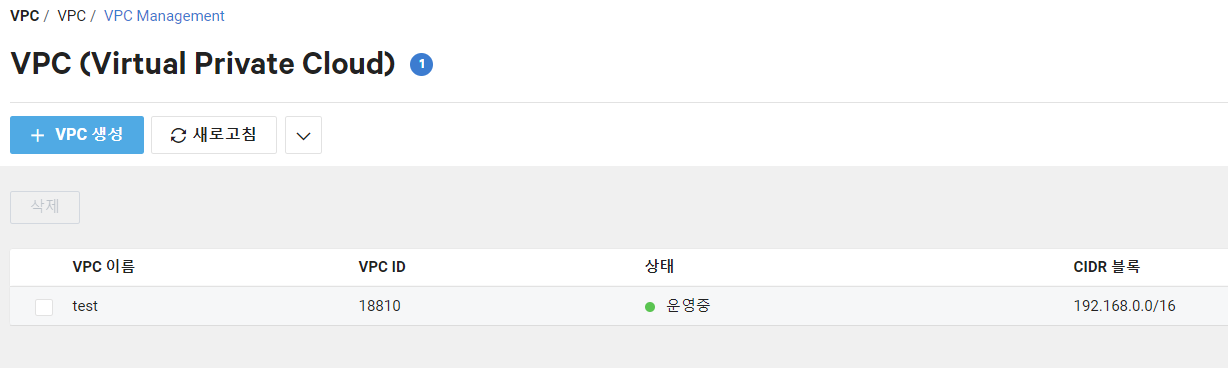 VPC / VPC / VPC Management
VPC (Virtual Private Cloud) 1
+ VPC 생성 새로고침
삭제
VPC 이름 VPC ID 상태 CIDR 블록
test 18810 운영중 192.168.0.0/16